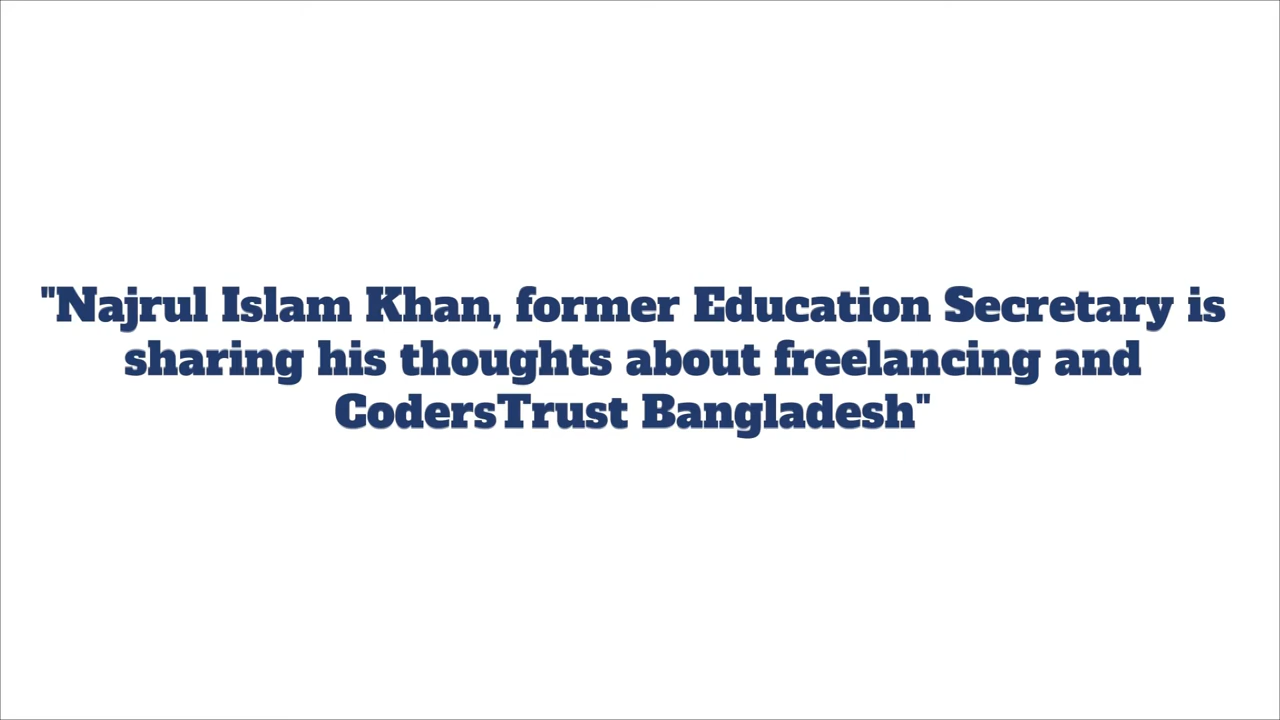 "Najrul Islam Khan, former Education Secretary is
sharing his thoughts about freelancing and
CodersTrust Bangladesh"